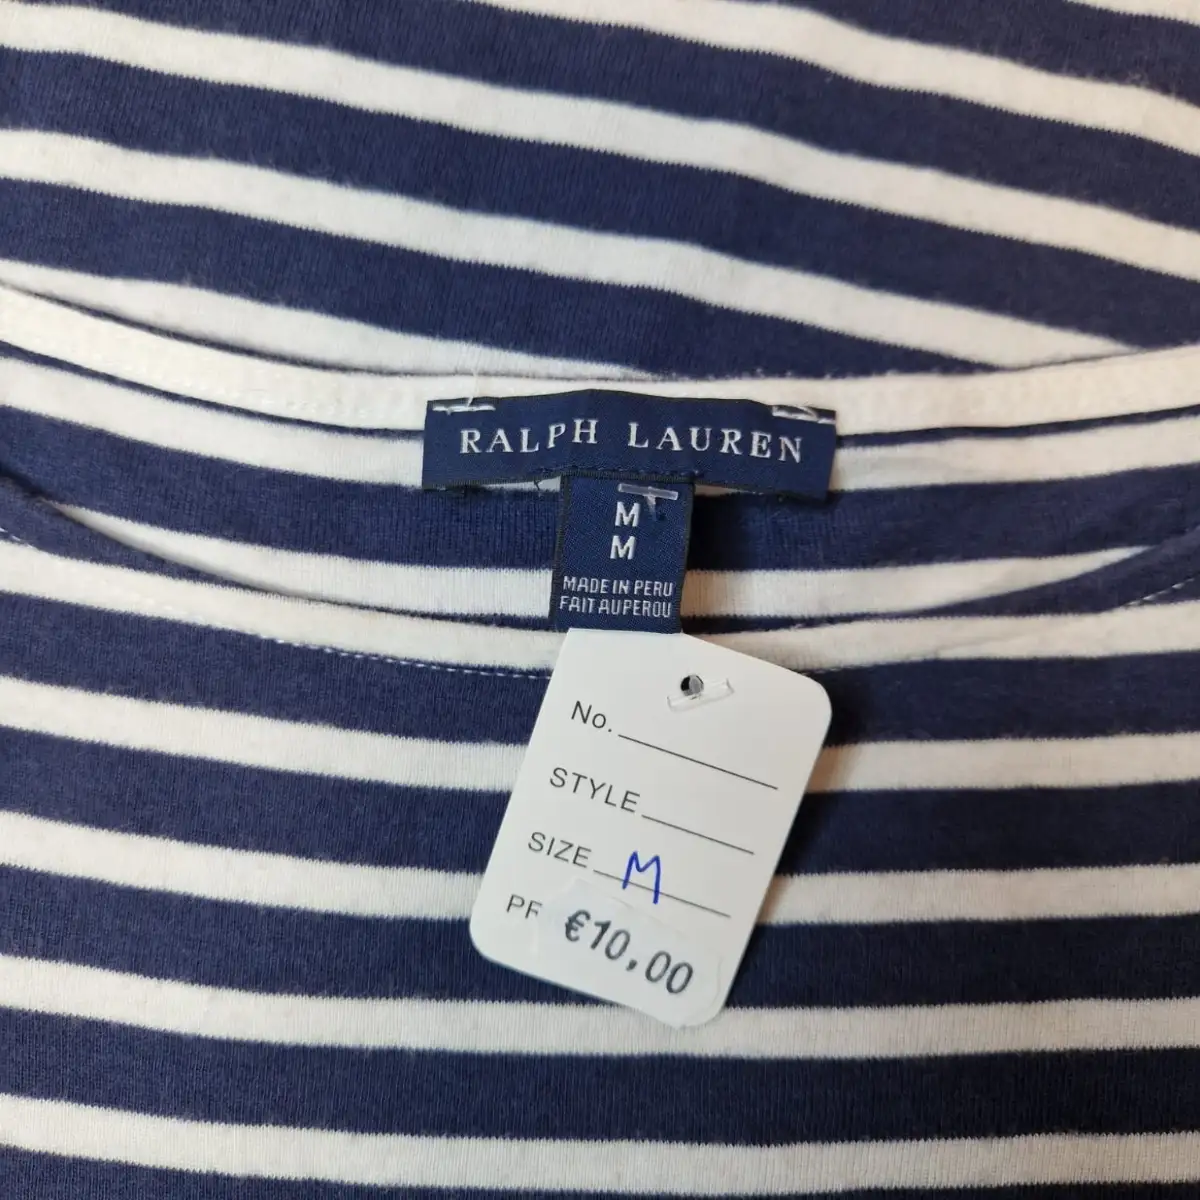 RALPH LAUREN
M
M
MADE IN PERU
FAIT AU PEROU
No.
STYLE
SIZE M
€10,00